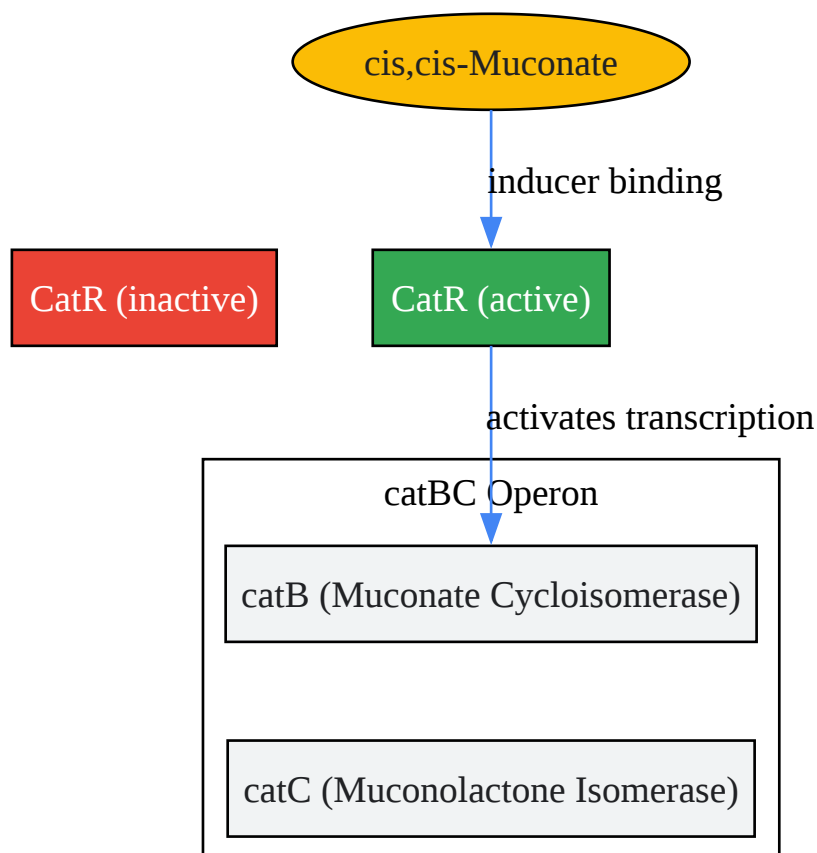 cis,cis-Muconate
inducer binding
CatR (inactive)
CatR (active)
activates transcription
catBC Operon
catB (Muconate Cycloisomerase)
catC (Muconolactone Isomerase)